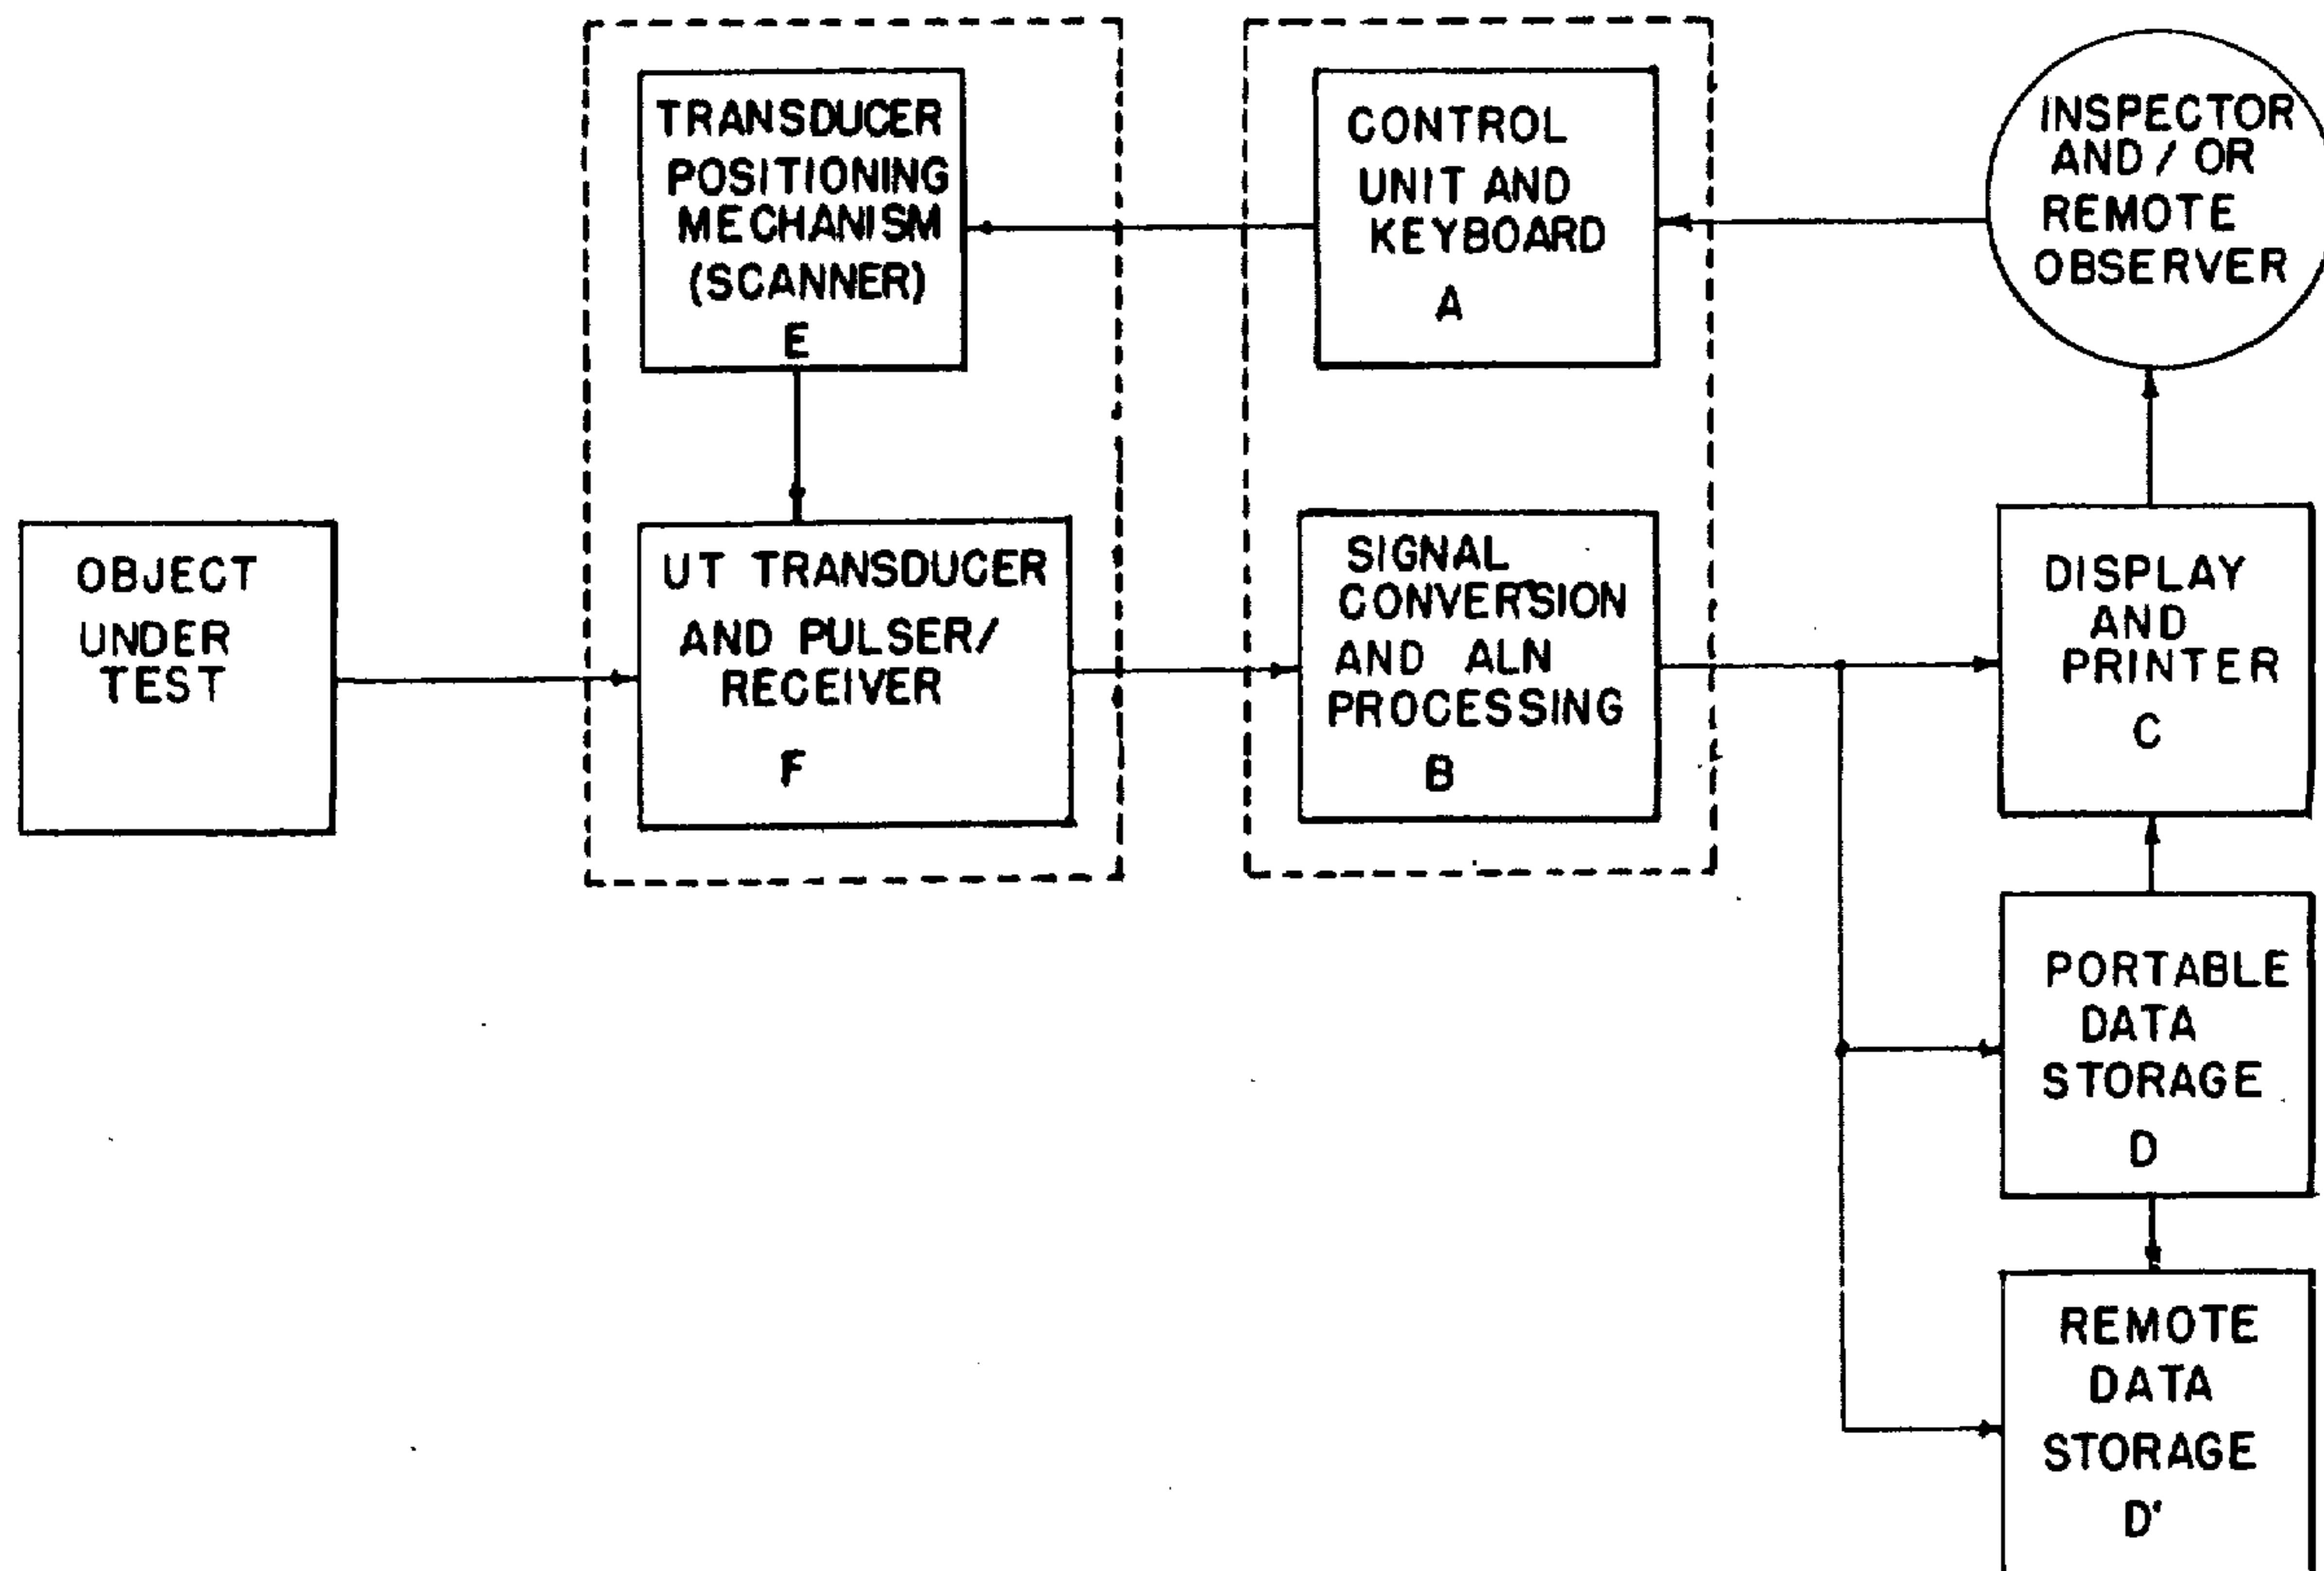 TRANSDUCER
POSITIONING
MECHANISM
(SCANNER)
E
CONTROL
UNIT AND
KEYBOARD
A
INSPECTOR
AND / OR
REMOTE
OBSERVER
OBJECT
UNDER
TEST
UT TRANSDUCER
AND PULSER/
RECEIVER
F
SIGNAL
CONVERSION
AND ALN
PROCESSING
B
DISPLAY
AND
PRINTER
C
PORTABLE
DATA
STORAGE
D
REMOTE
DATA
STORAGE
D'